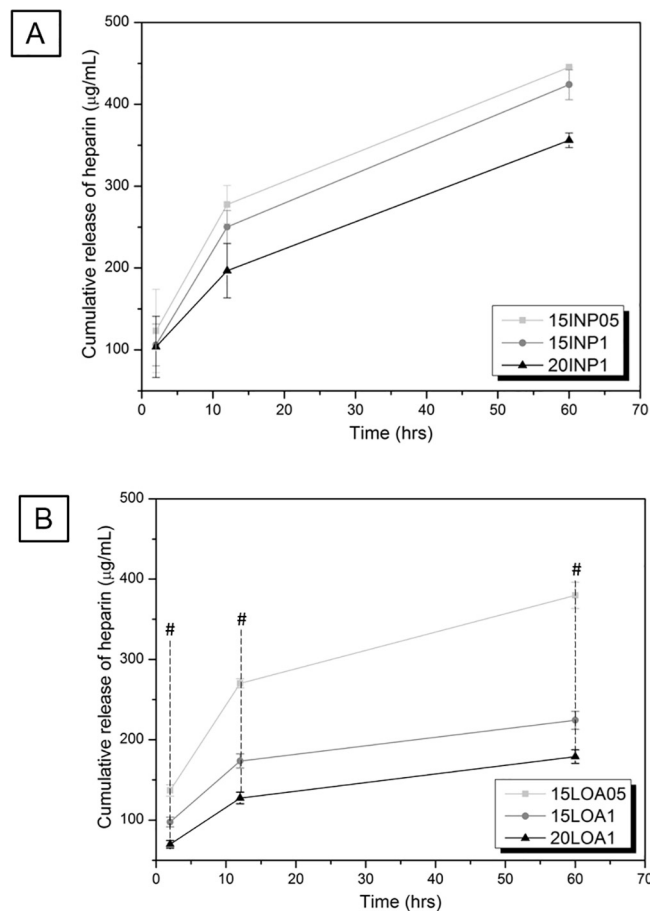 A
Cumulative release of heparin (µg/mL)
500
400
300
200
100
0 10 20 30 40 50 60 70
Time (hrs)
15INP05
15INP1
20INP1
B
Cumulative release of heparin (µg/mL)
500
400
300
200
100
# # #
0 10 20 30 40 50 60 70
Time (hrs)
15LOA05
15LOA1
20LOA1